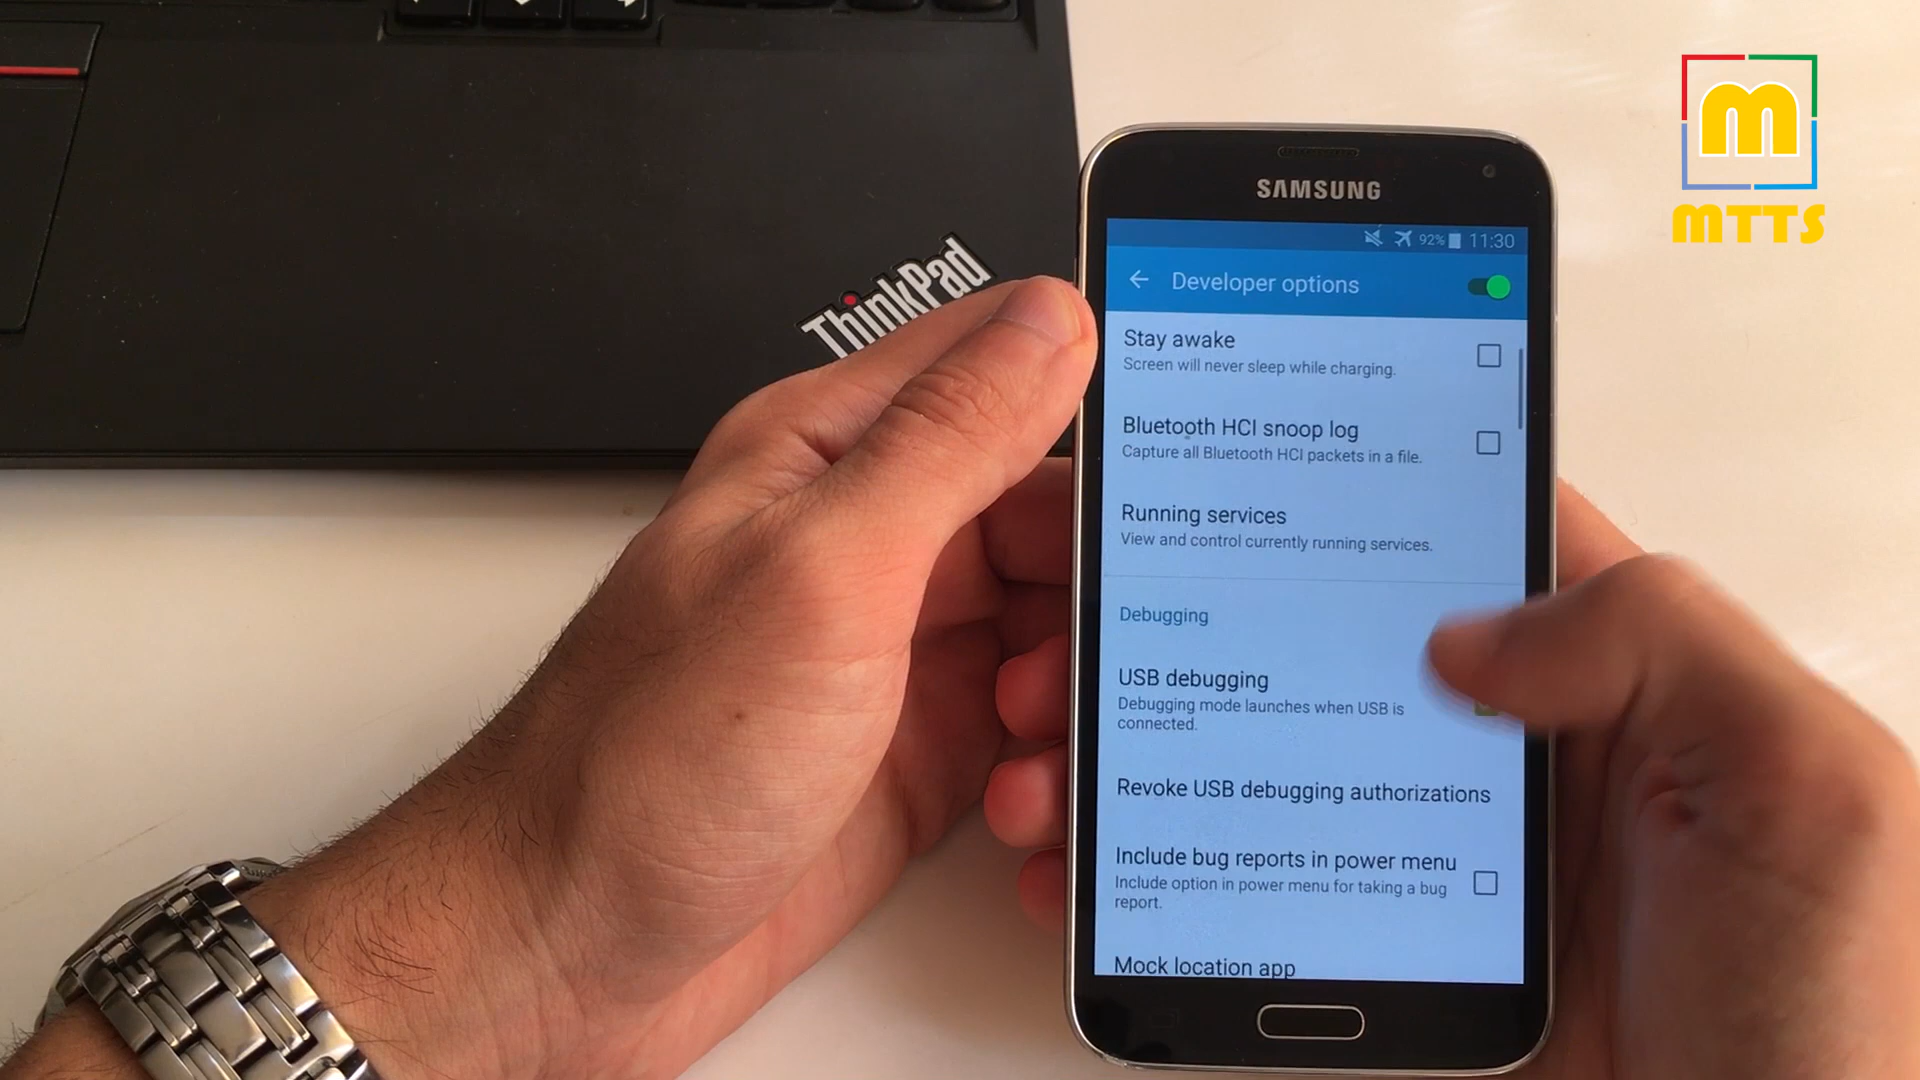 ThinkPad
m
MTTS
SAMSUNG
92% 11:30
Developer options
Stay awake
Screen will never sleep while charging.
Bluetooth HCI snoop log
Capture all Bluetooth HCI packets in a file.
Running services
View and control currently running services.
Debugging
USB debugging
Debugging mode launches when USB is
connected.
Revoke USB debugging authorizations
Include bug reports in power menu
Include option in power menu for taking a bug
report.
Mock location app